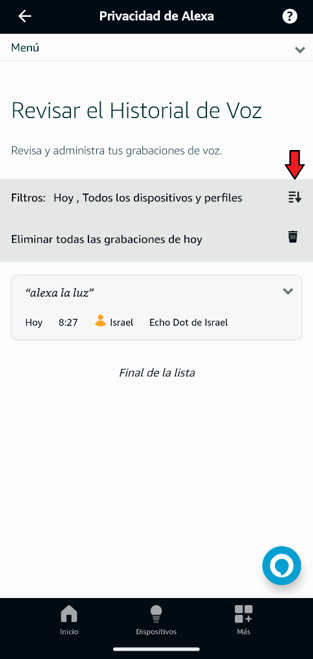 Privacidad de Alexa
?
Menú
Revisar el Historial de Voz
Revisa y administra tus grabaciones de voz.
Filtros: Hoy , Todos los dispositivos y perfiles
Eliminar todas las grabaciones de hoy
“alexa la luz”
Hoy 8:27 Israel Echo Dot de Israel
Final de la lista
Inicio Dispositivos Más